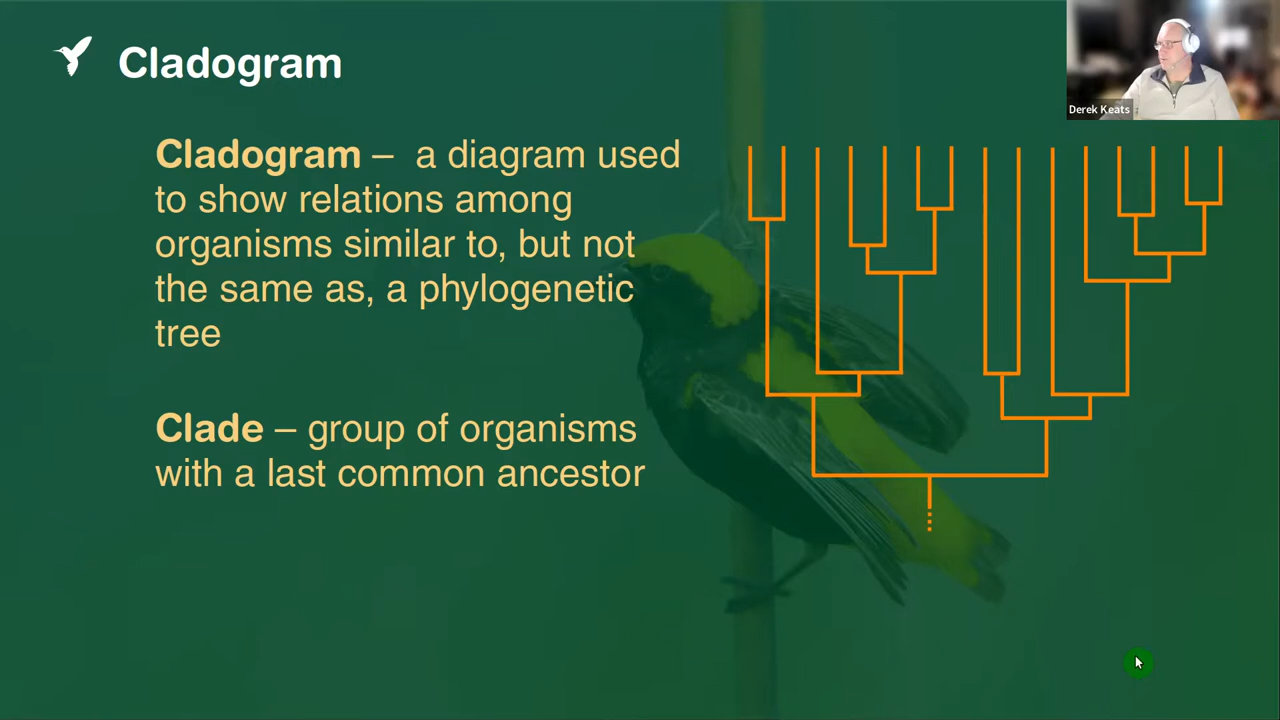 Cladogram
Derek Keats
Cladogram –  a diagram used
to show relations among
organisms similar to, but not
the same as, a phylogenetic
tree
Clade – group of organisms
with a last common ancestor